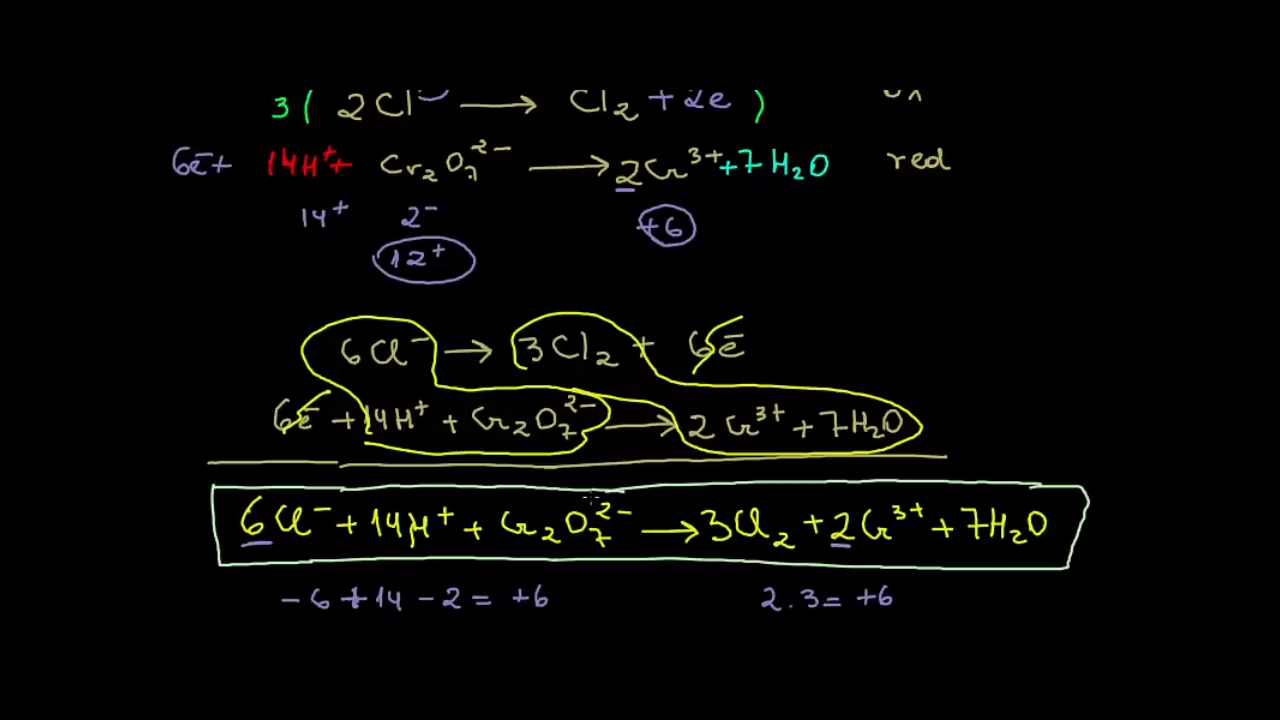 3( 2Cl⁻ → Cl₂ + 2e )
6e⁻+ 14H⁺+ Cr₂O₇²⁻ → 2Cr³⁺+7H₂O red
14⁺ 2⁻ +6
12⁺
6Cl⁻ → 3Cl₂ + 6e⁻
6e⁻ + 14H⁺ + Cr₂O₇²⁻ → 2Cr³⁺ + 7H₂O
6Cl⁻ + 14H⁺ + Cr₂O₇²⁻ → 3Cl₂ + 2Cr³⁺ + 7H₂O
-6 + 14 - 2 = +6 2.3 = +6